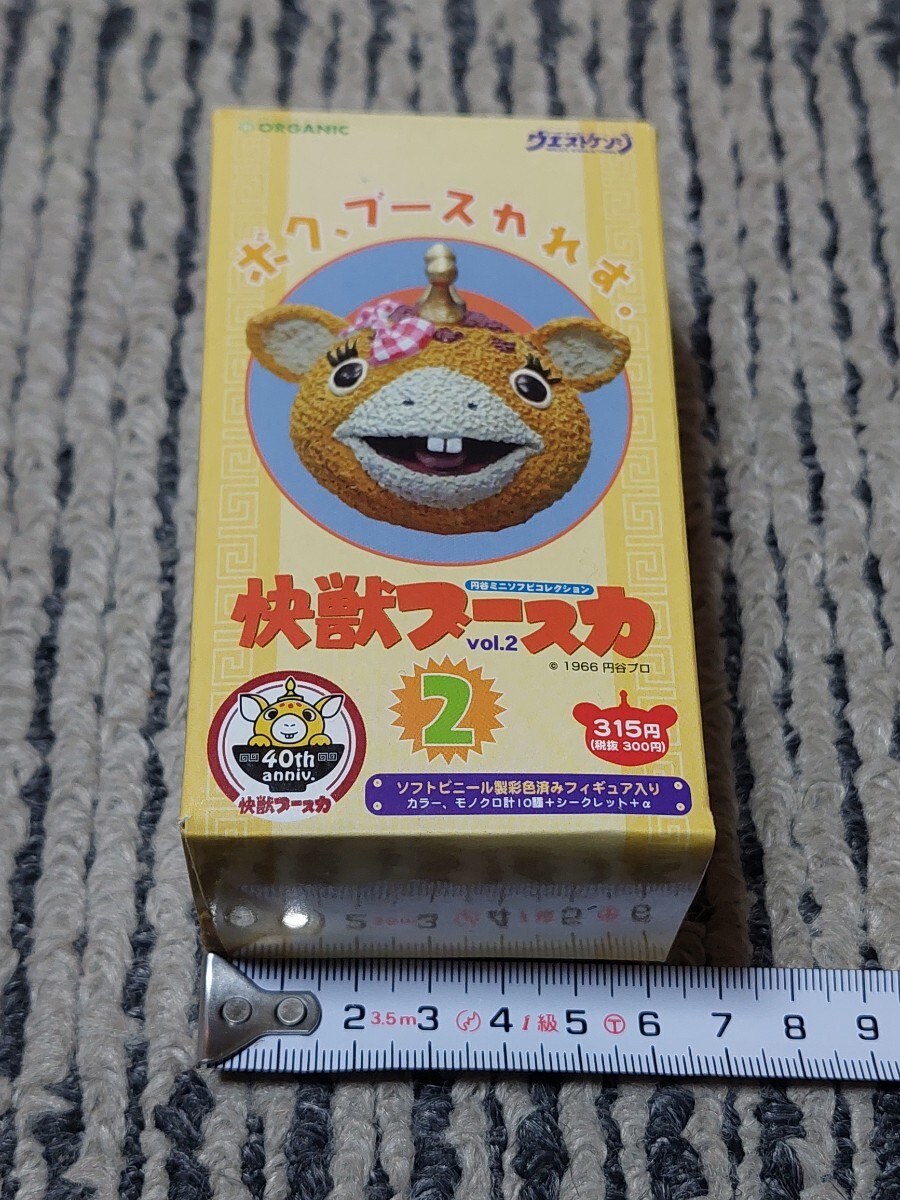 ORGANIC
ウエストケンジ
ボク、ブースカれす。
円谷ミニソフビコレクション
快獣ブースカ
vol.2
© 1966 円谷プロ
2
315円
(税抜 300円)
40th
anniv.
快獣ブースカ
ソフトビニール製彩色済みフィギュア入り
カラー、モノクロ計10種+シークレット+α
2 3.5m 3 4 1級 5 6 7 8 9